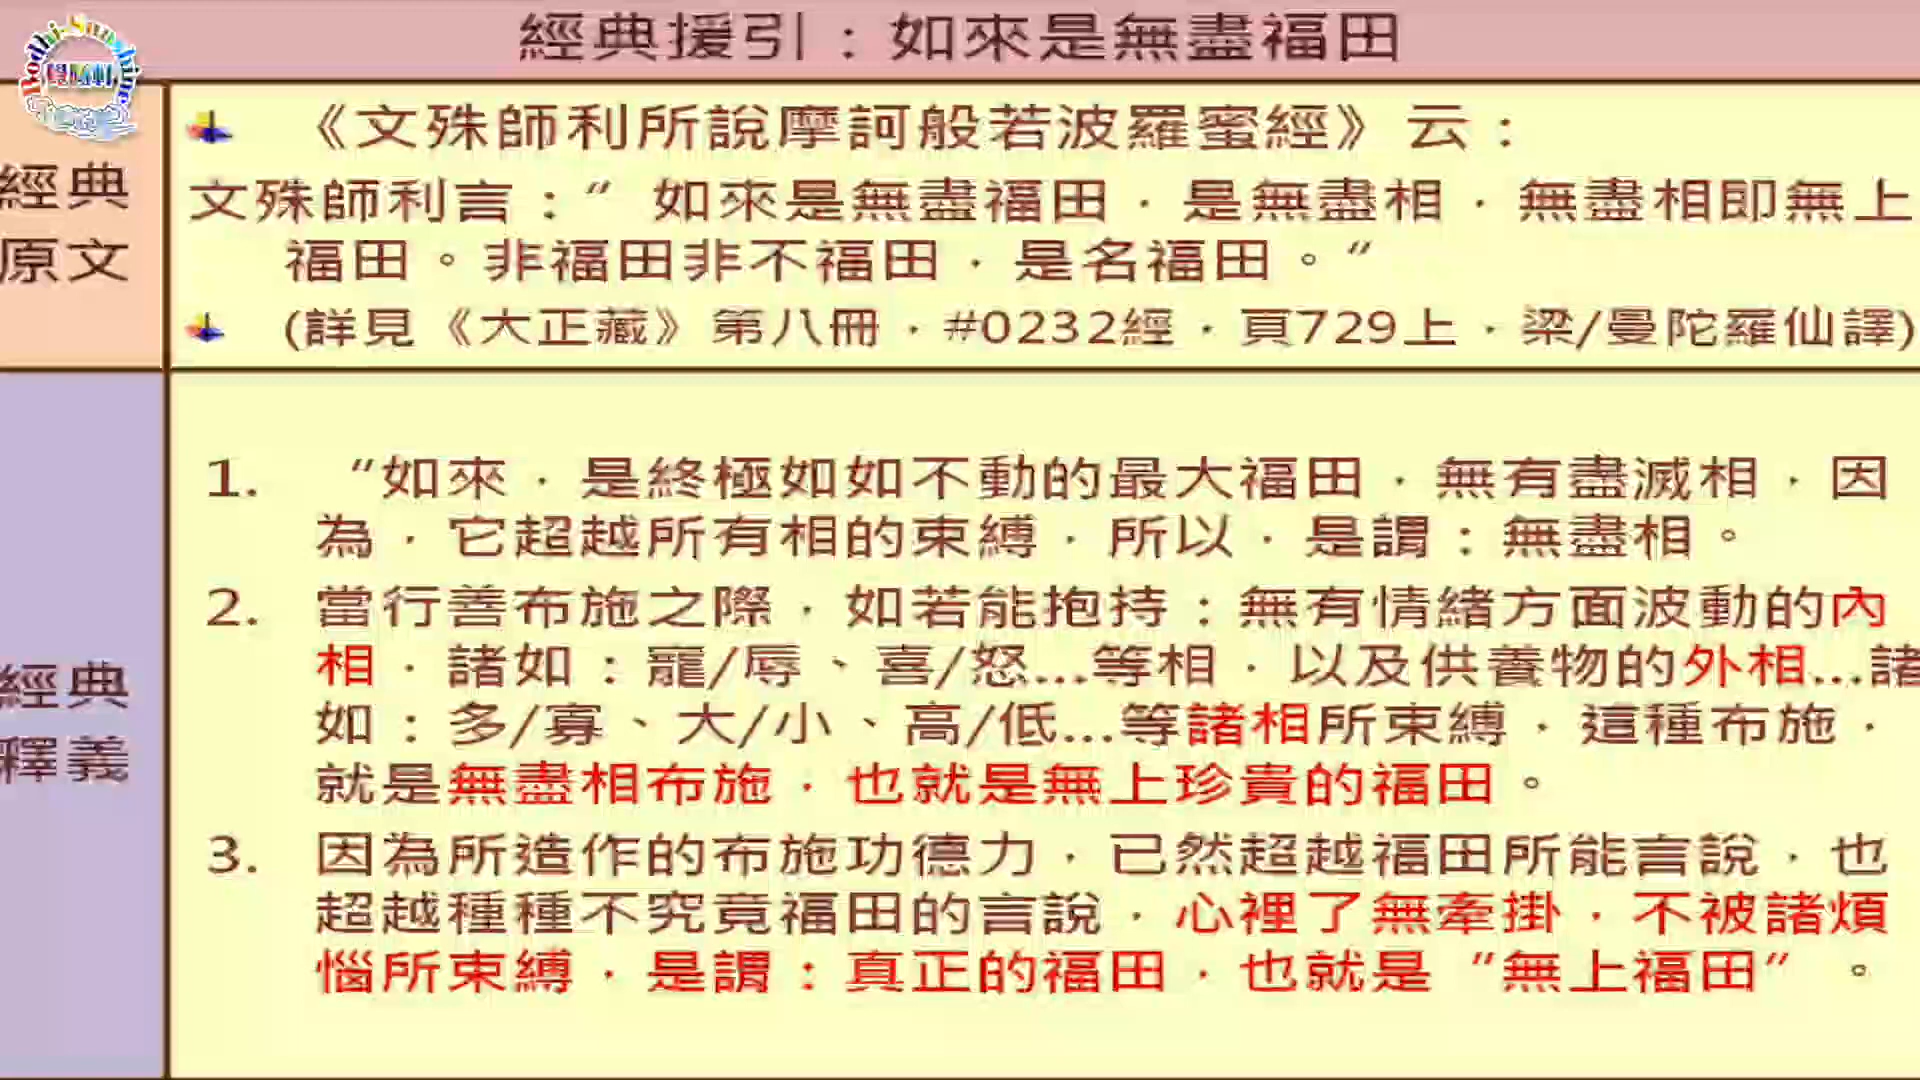 經典援引：如來是無盡福田
Bodhi Sunshine
經典
原文
《文殊師利所說摩訶般若波羅蜜經》云：
文殊師利言：“如來是無盡福田，是無盡相，無盡相即無上
福田。非福田非不福田，是名福田。“
(詳見《大正藏》第八冊，#0232經，頁729上，梁/曼陀羅仙譯)
經典
釋義
1. “如來，是終極如如不動的最大福田，無有盡滅相，因
為，它超越所有相的束縛，所以，是謂：無盡相。
2. 當行善布施之際，如若能抱持：無有情緒方面波動的內
相，諸如：寵/辱、喜/怒...等相，以及供養物的外相...諸
如：多/寡、大/小、高/低...等諸相所束縛，這種布施，
就是無盡相布施，也就是無上珍貴的福田。
3. 因為所造作的布施功德力，已然超越福田所能言說，也
超越種種不究竟福田的言說，心裡了無牽掛，不被諸煩
惱所束縛，是謂：真正的福田，也就是“無上福田”。